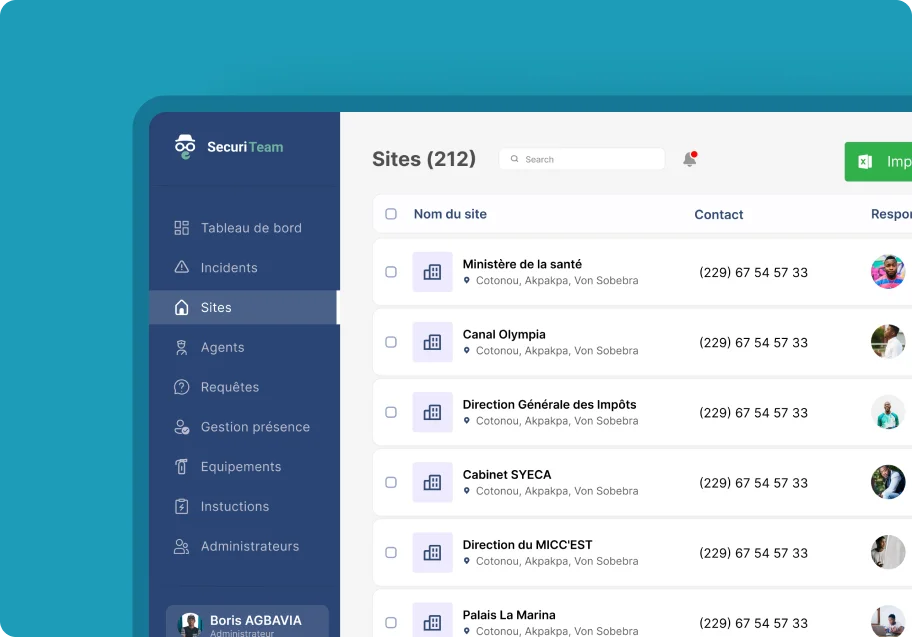 SecuriTeam
Tableau de bord
Incidents
Sites
Agents
Requêtes
Gestion présence
Equipements
Instuctions
Administrateurs
Boris AGBAVIA
Administrateur
Sites (212)
Search
Imp
Nom du site
Contact
Respon
Ministère de la santé
Cotonou, Akpakpa, Von Sobebra
(229) 67 54 57 33
Canal Olympia
Cotonou, Akpakpa, Von Sobebra
(229) 67 54 57 33
Direction Générale des Impôts
Cotonou, Akpakpa, Von Sobebra
(229) 67 54 57 33
Cabinet SYECA
Cotonou, Akpakpa, Von Sobebra
(229) 67 54 57 33
Direction du MICC'EST
Cotonou, Akpakpa, Von Sobebra
(229) 67 54 57 33
Palais La Marina
Cotonou, Akpakpa, Von Sobebra
(229) 67 54 57 33